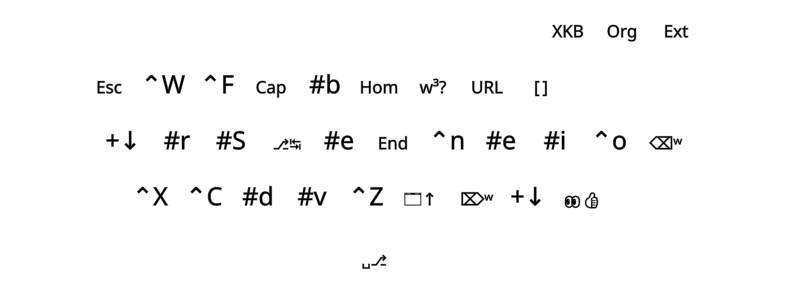 XKB Org Ext
Esc ^W ^F Cap #b Hom w³? URL []
+↓ #r #S ⎇↹ #e End ^n #e #i ^o ⌫ʷ
^X ^C #d #v ^Z 🗔↑ ⌦ʷ +↓ 👀👍
␣⎇